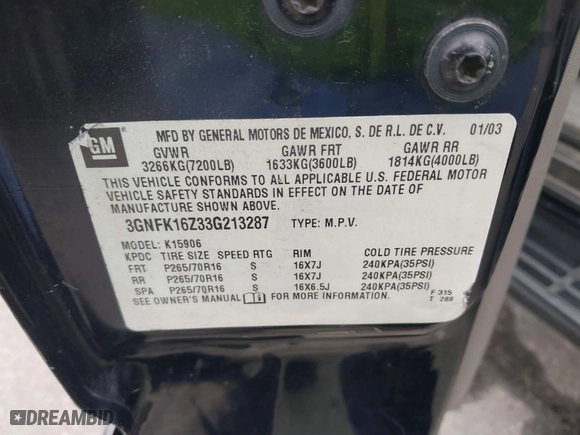 GM
MFD BY GENERAL MOTORS DE MEXICO, S. DE R.L. DE C.V. 01/03
GVWR GAWR FRT GAWR RR
3266KG(7200LB) 1633KG(3600LB) 1814KG(4000LB)
THIS VEHICLE CONFORMS TO ALL APPLICABLE U.S. FEDERAL MOTOR
VEHICLE SAFETY STANDARDS IN EFFECT ON THE DATE OF
MANUFACTURE SHOWN ABOVE.
3GNFK16Z33G213287 TYPE: M.P.V.
MODEL: K15906
KPDC TIRE SIZE SPEED RTG RIM COLD TIRE PRESSURE
FRT P265/70R16 S 16X7J 240KPA(35PSI)
RR P265/70R16 S 16X7J 240KPA(35PSI)
SPA P265/70R16 S 16X6.5J 240KPA(35PSI)
SEE OWNER'S MANUAL FOR MORE INFORMATION. F 315
T 288
DREAMBID